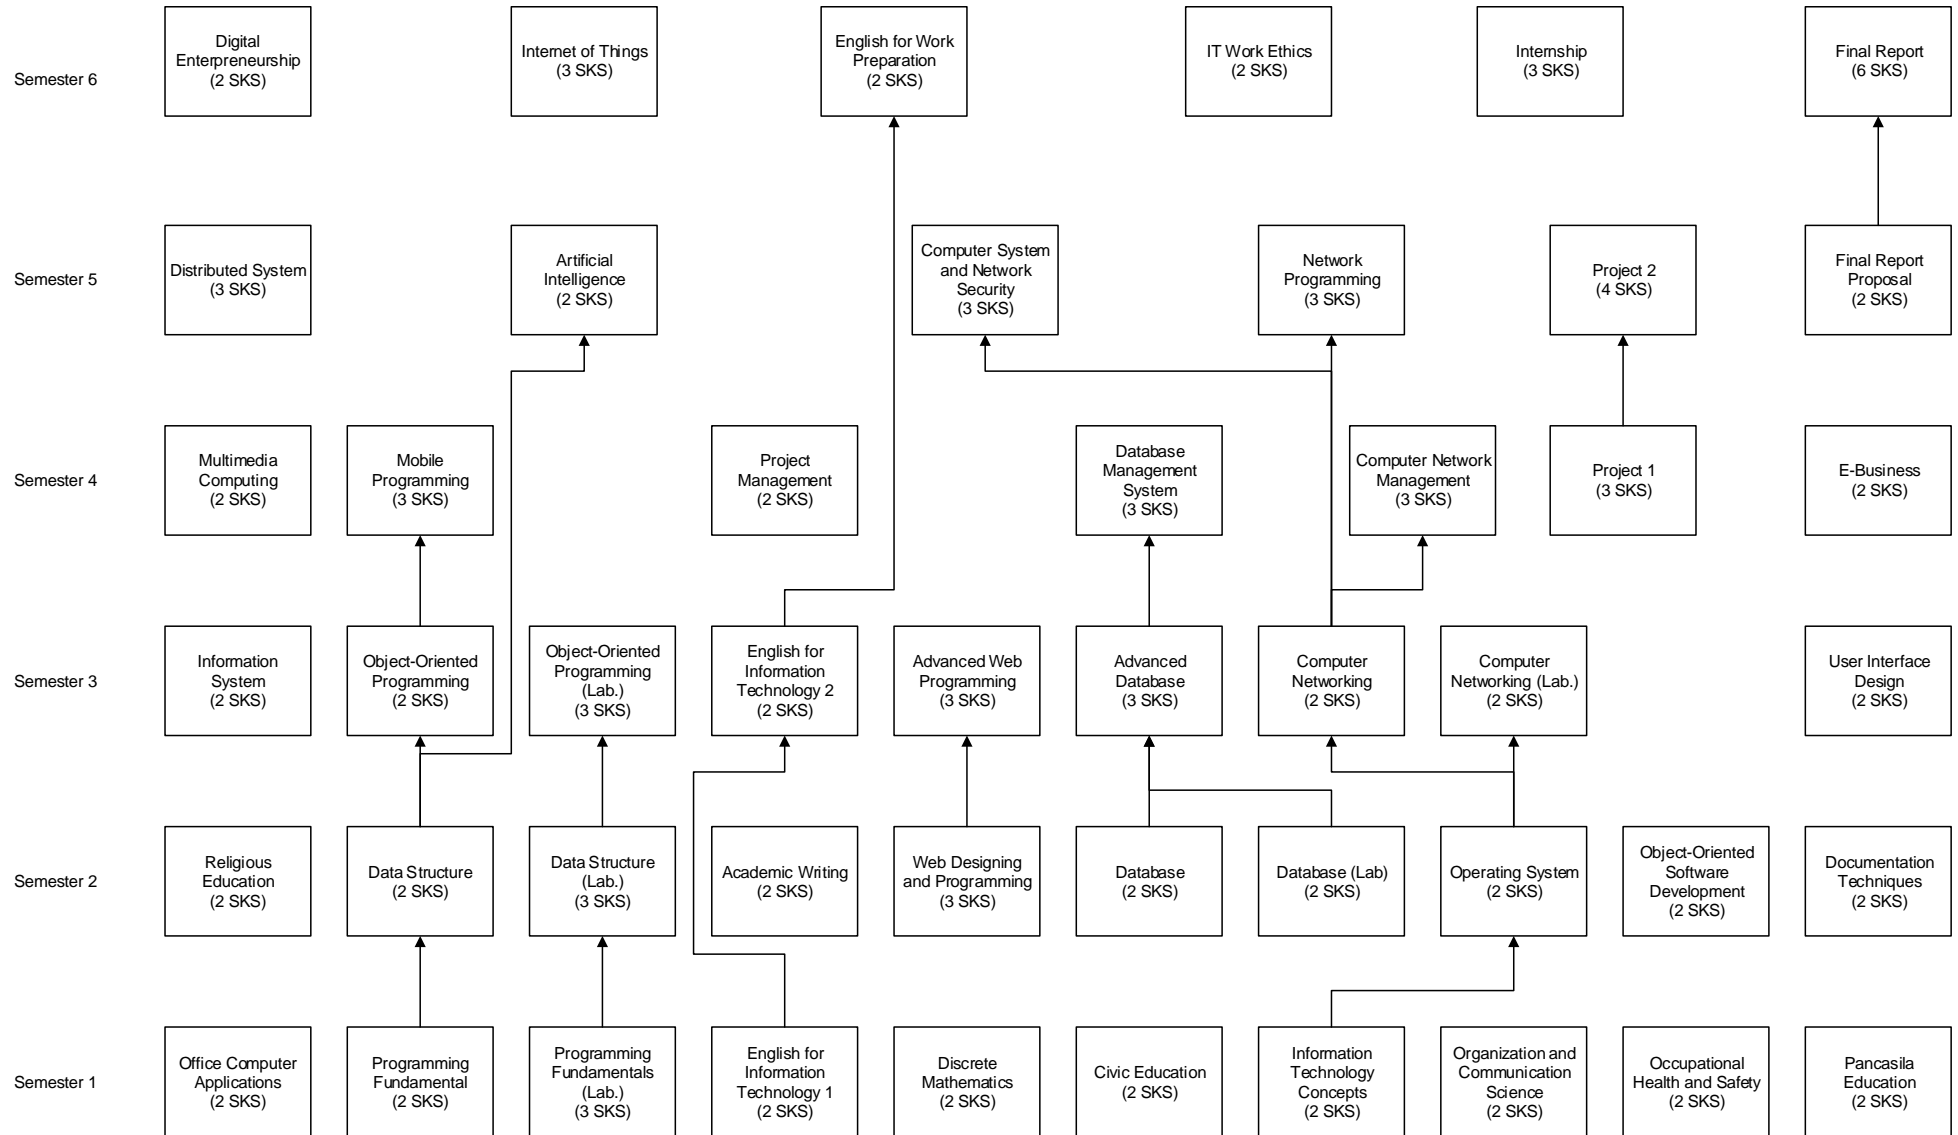 Semester 6
Digital
Enterpreneurship
(2 SKS)
Internet of Things
(3 SKS)
English for Work
Preparation
(2 SKS)
IT Work Ethics
(2 SKS)
Internship
(3 SKS)
Final Report
(6 SKS)
Semester 5
Distributed System
(3 SKS)
Artificial
Intelligence
(2 SKS)
Computer System
and Network
Security
(3 SKS)
Network
Programming
(3 SKS)
Project 2
(4 SKS)
Final Report
Proposal
(2 SKS)
Semester 4
Multimedia
Computing
(2 SKS)
Mobile
Programming
(3 SKS)
Project
Management
(2 SKS)
Database
Management
System
(3 SKS)
Computer Network
Management
(3 SKS)
Project 1
(3 SKS)
E-Business
(2 SKS)
Semester 3
Information
System
(2 SKS)
Object-Oriented
Programming
(2 SKS)
Object-Oriented
Programming
(Lab.)
(3 SKS)
English for
Information
Technology 2
(2 SKS)
Advanced Web
Programming
(3 SKS)
Advanced
Database
(3 SKS)
Computer
Networking
(2 SKS)
Computer
Networking (Lab.)
(2 SKS)
User Interface
Design
(2 SKS)
Semester 2
Religious
Education
(2 SKS)
Data Structure
(2 SKS)
Data Structure
(Lab.)
(3 SKS)
Academic Writing
(2 SKS)
Web Designing
and Programming
(3 SKS)
Database
(2 SKS)
Database (Lab)
(2 SKS)
Operating System
(2 SKS)
Object-Oriented
Software
Development
(2 SKS)
Documentation
Techniques
(2 SKS)
Semester 1
Office Computer
Applications
(2 SKS)
Programming
Fundamental
(2 SKS)
Programming
Fundamentals
(Lab.)
(3 SKS)
English for
Information
Technology 1
(2 SKS)
Discrete
Mathematics
(2 SKS)
Civic Education
(2 SKS)
Information
Technology
Concepts
(2 SKS)
Organization and
Communication
Science
(2 SKS)
Occupational
Health and Safety
(2 SKS)
Pancasila
Education
(2 SKS)